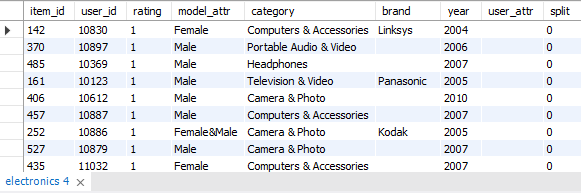 item_id user_id rating model_attr category brand year user_attr split
142 10830 1 Female Computers & Accessories Linksys 2004 0
370 10897 1 Male Portable Audio & Video 2006 0
485 10369 1 Male Headphones 2007 0
161 10123 1 Male Television & Video Panasonic 2005 0
406 10612 1 Male Camera & Photo 2010 0
457 10887 1 Male Computers & Accessories 2007 0
252 10886 1 Female&Male Camera & Photo Kodak 2005 0
527 10879 1 Male Camera & Photo 2007 0
435 11032 1 Female Computers & Accessories 2007 0
electronics 4